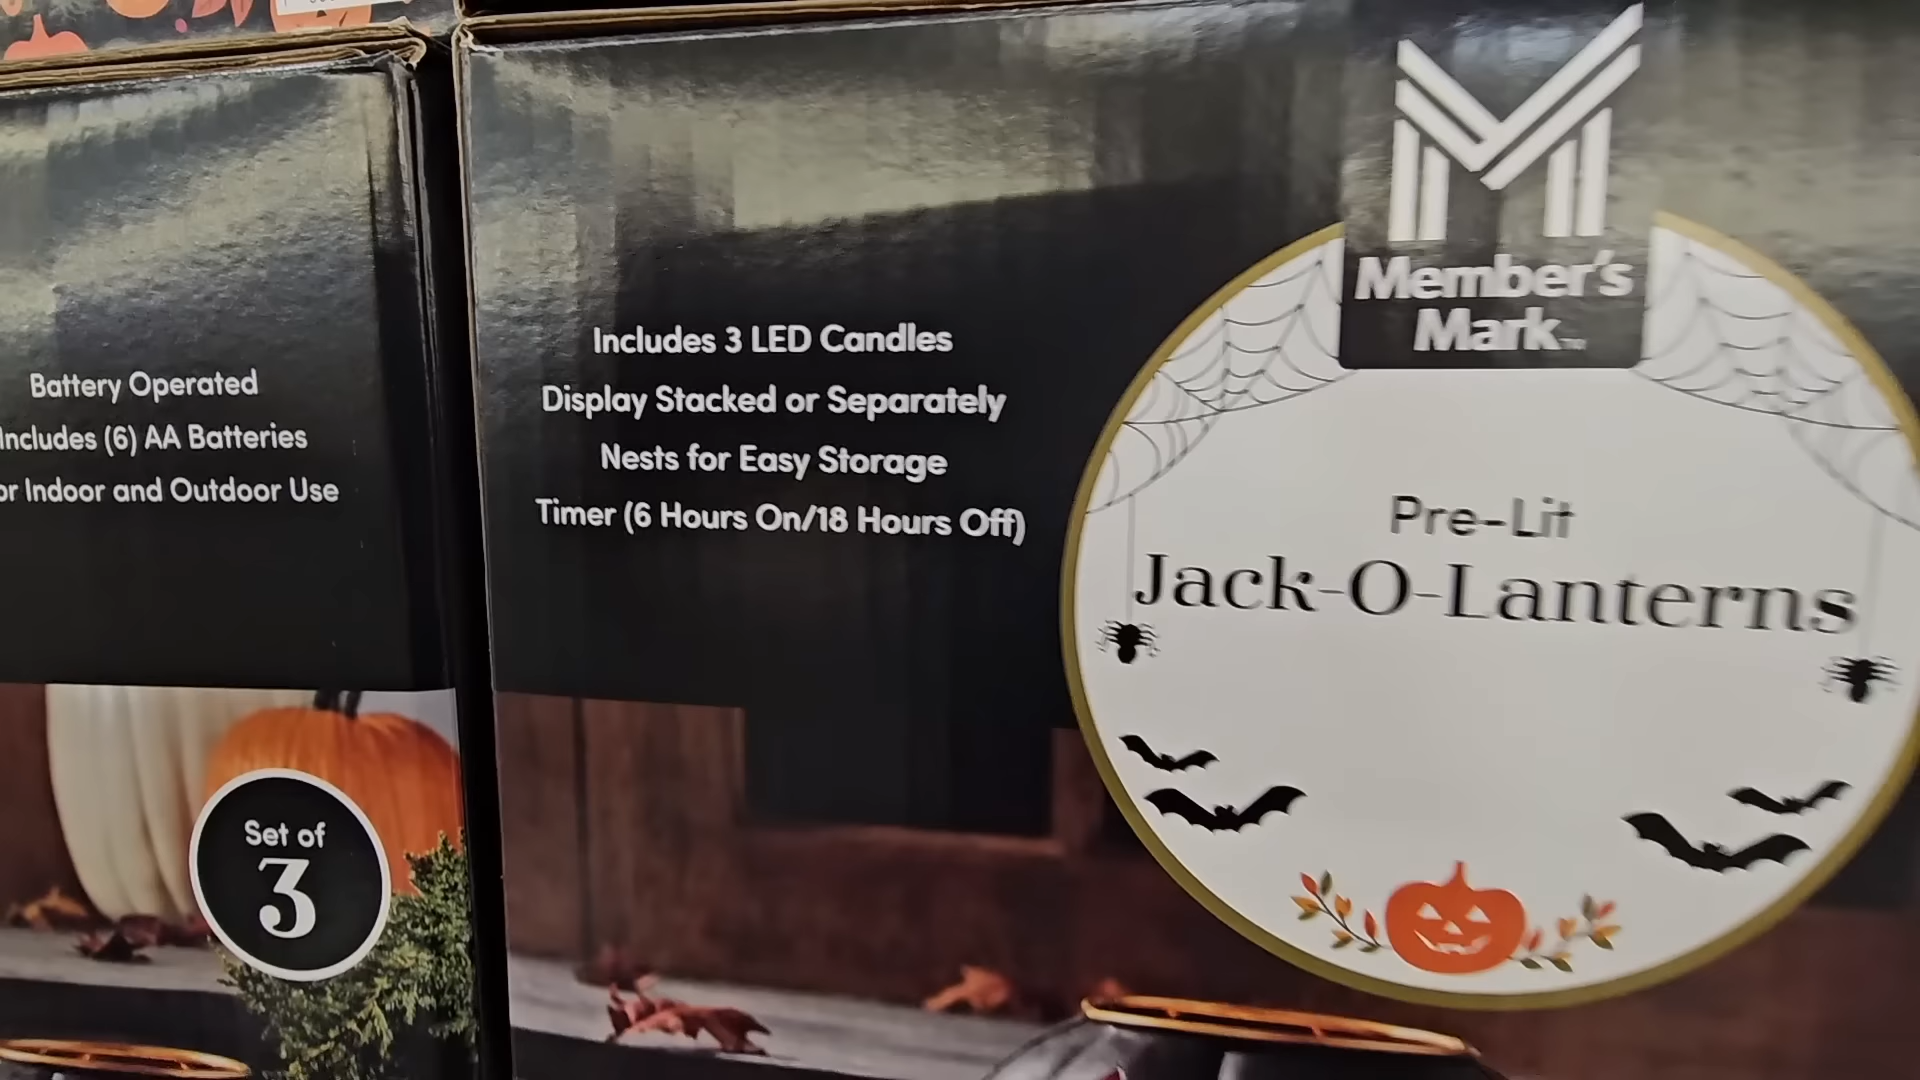 Battery Operated
Includes (6) AA Batteries
or Indoor and Outdoor Use
Set of
3
Includes 3 LED Candles
Display Stacked or Separately
Nests for Easy Storage
Timer (6 Hours On/18 Hours Off)
Member's
Mark™
Pre-Lit
Jack-O-Lanterns